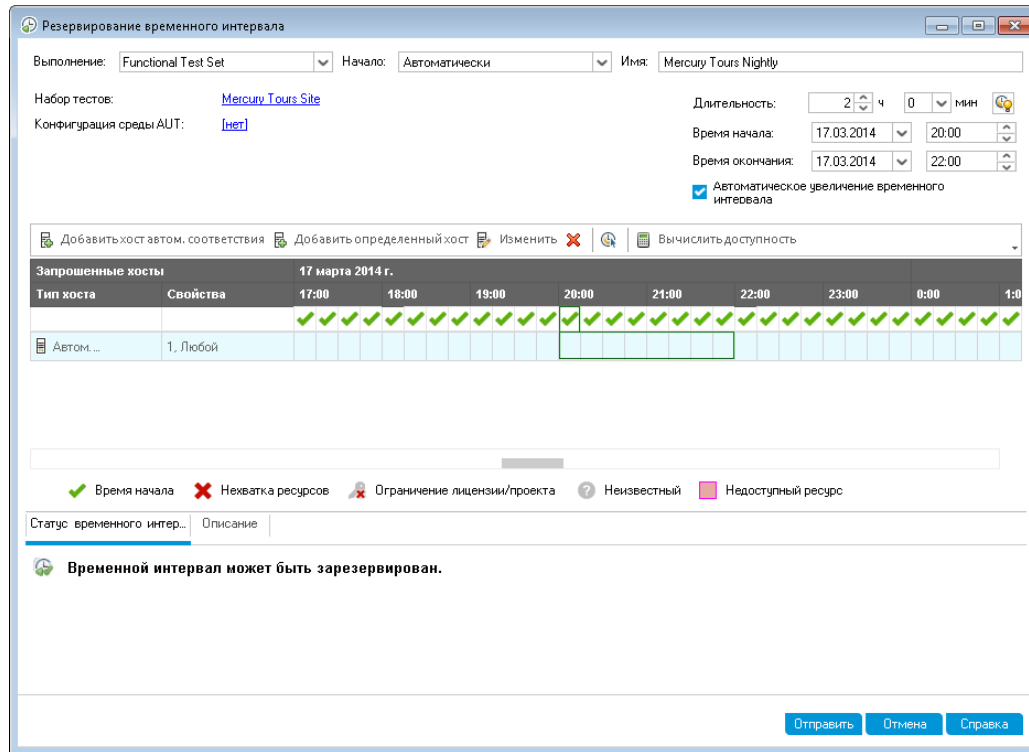 Резервирование временного интервала
Выполнение: Functional Test Set Начало: Автоматически Имя: Mercury Tours Nightly
Набор тестов: Mercury Tours Site
Конфигурация среды AUT: [нет]
Длительность: 2 ч 0 мин
Время начала: 17.03.2014 20:00
Время окончания: 17.03.2014 22:00
Автоматическое увеличение временного
интервала
Добавить хост автом. соответствия Добавить определенный хост Изменить Вычислить доступность
Запрошенные хосты 17 марта 2014 г.
Тип хоста Свойства 17:00 18:00 19:00 20:00 21:00 22:00 23:00 0:00 1:0
Автом.... 1, Любой
Время начала Нехватка ресурсов Ограничение лицензии/проекта Неизвестный Недоступный ресурс
Статус временного интер... Описание
Временной интервал может быть зарезервирован.
Отправить Отмена Справка